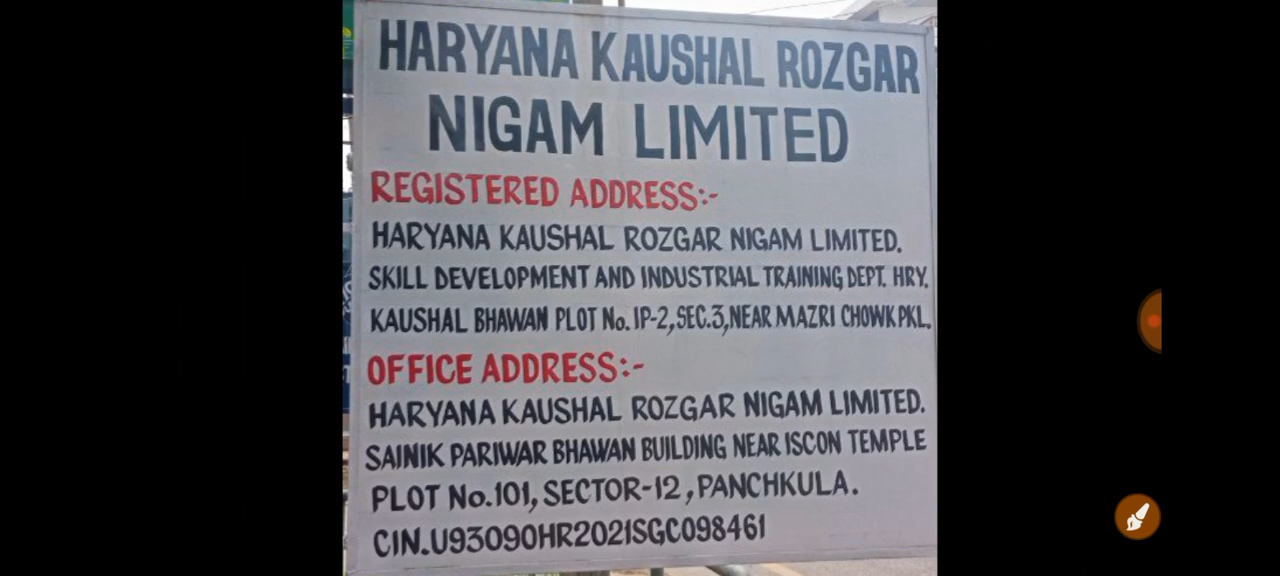 HARYANA KAUSHAL ROZGAR
NIGAM LIMITED
REGISTERED ADDRESS:-
HARYANA KAUSHAL ROZGAR NIGAM LIMITED.
SKILL DEVELOPMENT AND INDUSTRIAL TRAINING DEPT. HRY.
KAUSHAL BHAWAN PLOT No. IP-2, SEC.3, NEAR MAZRI CHOWK PKL.
OFFICE ADDRESS:-
HARYANA KAUSHAL ROZGAR NIGAM LIMITED.
SAINIK PARIWAR BHAWAN BUILDING NEAR ISCON TEMPLE
PLOT No.101, SECTOR-12, PANCHKULA.
CIN.U93090HR2021SGC098461